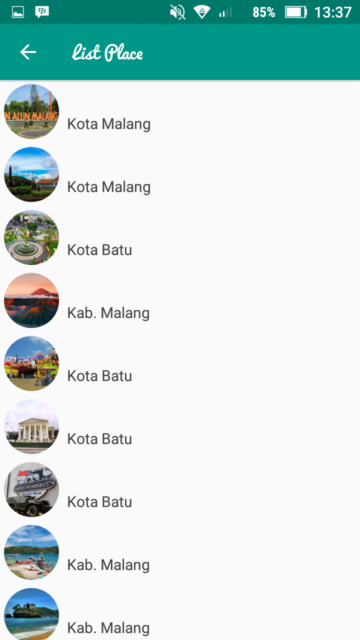 85% 13:37
List Place
N ALUN MALANG
Kota Malang
Kota Malang
Kota Batu
Kab. Malang
Kota Batu
Kota Batu
Kota Batu
Kab. Malang
Kab. Malang